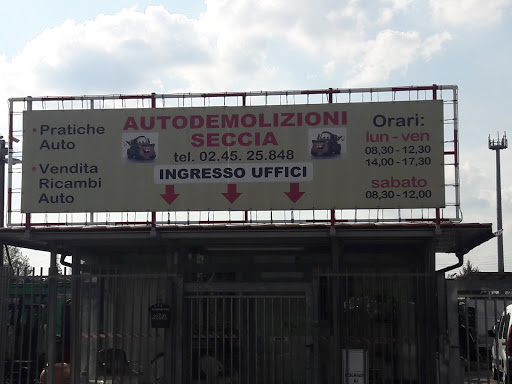 • Pratiche
Auto
• Vendita
Ricambi
Auto
AUTODEMOLIZIONI
SECCIA
tel. 02.45.25.848
INGRESSO UFFICI
Orari:
lun - ven
08,30 - 12,30
14,00 - 17,30
sabato
08,30 - 12,00